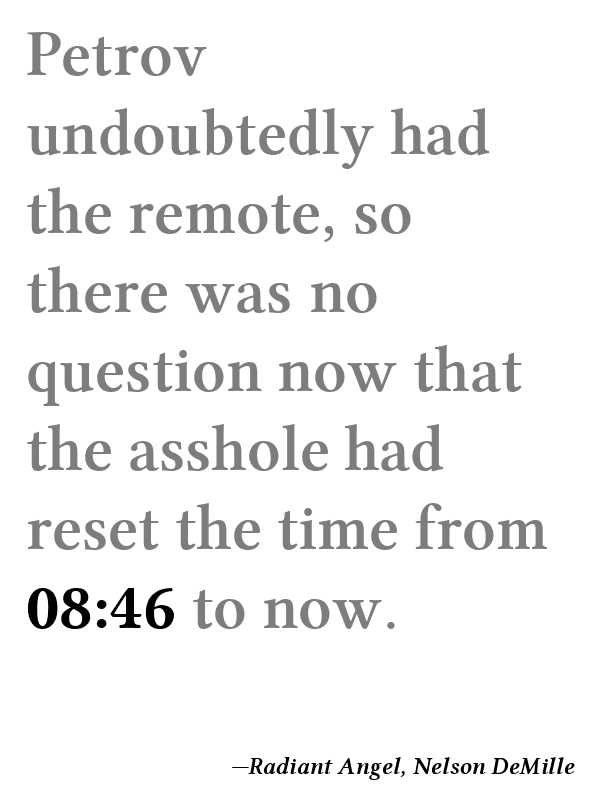 Petrov
undoubtedly had
the remote, so
there was no
question now that
the asshole had
reset the time from
08:46 to now.
—Radiant Angel, Nelson DeMille